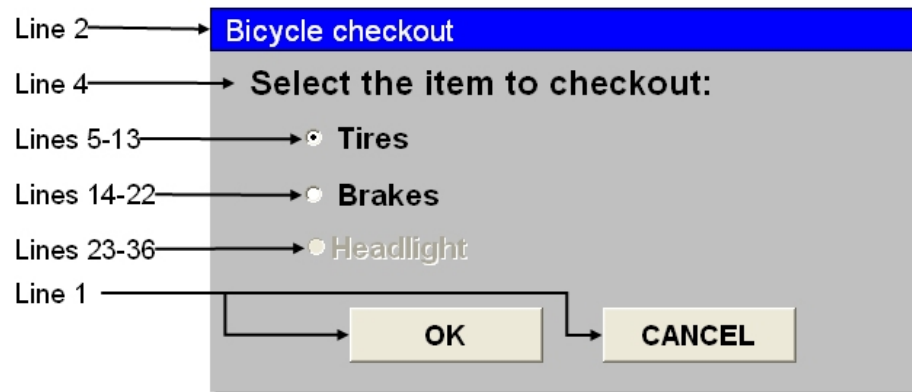 Line 2 Bicycle checkout
Line 4 Select the item to checkout:
Lines 5-13 Tires
Lines 14-22 Brakes
Lines 23-36 Headlight
Line 1
OK CANCEL